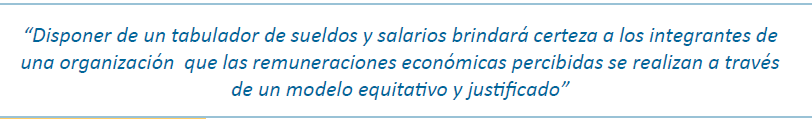 “Disponer de un tabulador de sueldos y salarios brindará certeza a los integrantes de
una organización que las remuneraciones económicas percibidas se realizan a través
de un modelo equitativo y justificado”